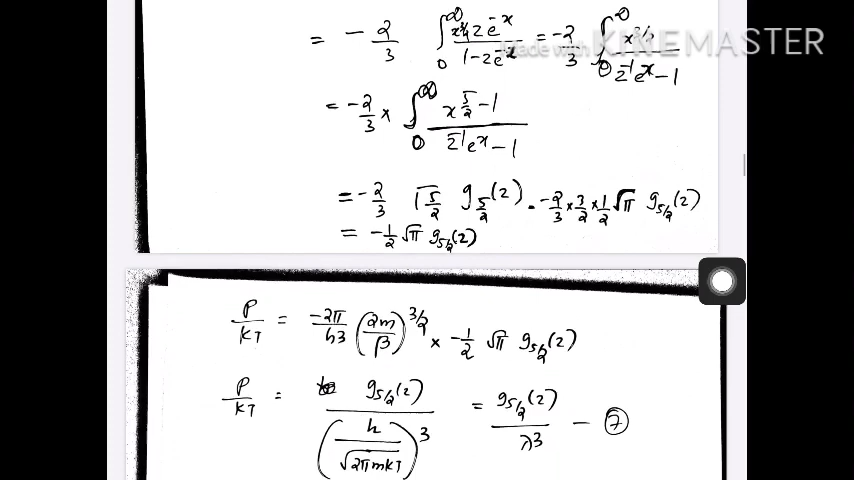 = -2/3 ∫₀^∞ x^{3/2} z e^{-x} / (1 - z e^{-x}) = -2/3 ∫₀^∞ x^{3/2} / (z^{-1} e^x - 1)
Made with KINEMASTER
= -2/3 × ∫₀^∞ x^{5/2 - 1} / (z^{-1} e^x - 1)
= -2/3 Γ5/2 g_{5/2}(z) = -2/3 × 3/2 × 1/2 √π g_{5/2}(z)
= -1/2 √π g_{5/2}(z)
P/KT = -2π/h3 (2m/β)^{3/2} × -1/2 √π g_{5/2}(z)
P/KT = g_{5/2}(z) / (h/√2πmKT)^3 = g_{5/2}(z)/λ^3 - ⑦